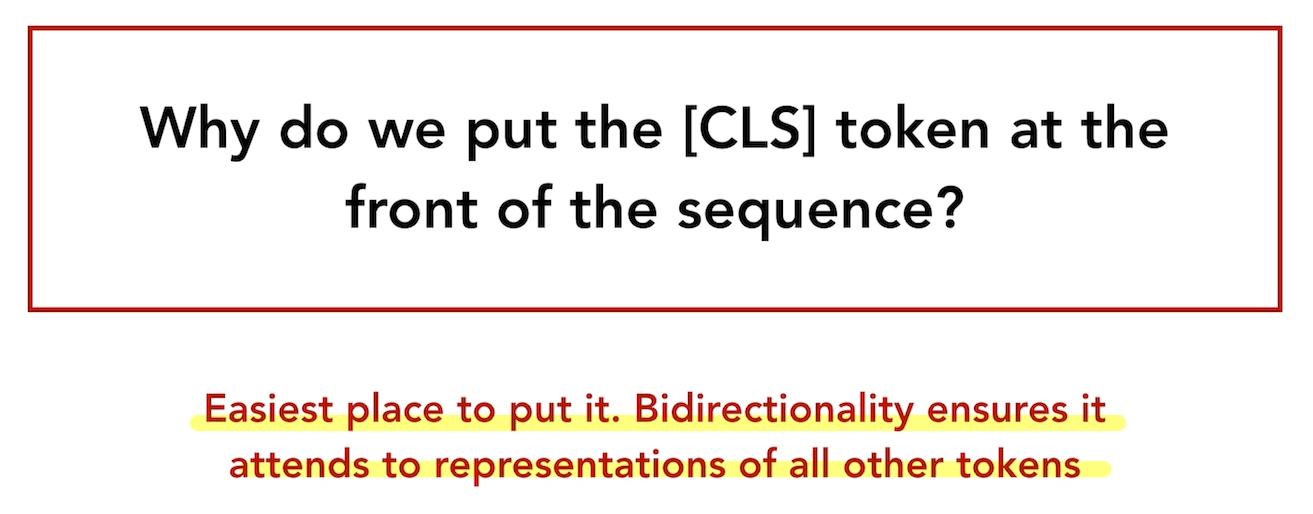 Why do we put the [CLS] token at the
front of the sequence?
Easiest place to put it. Bidirectionality ensures it
attends to representations of all other tokens